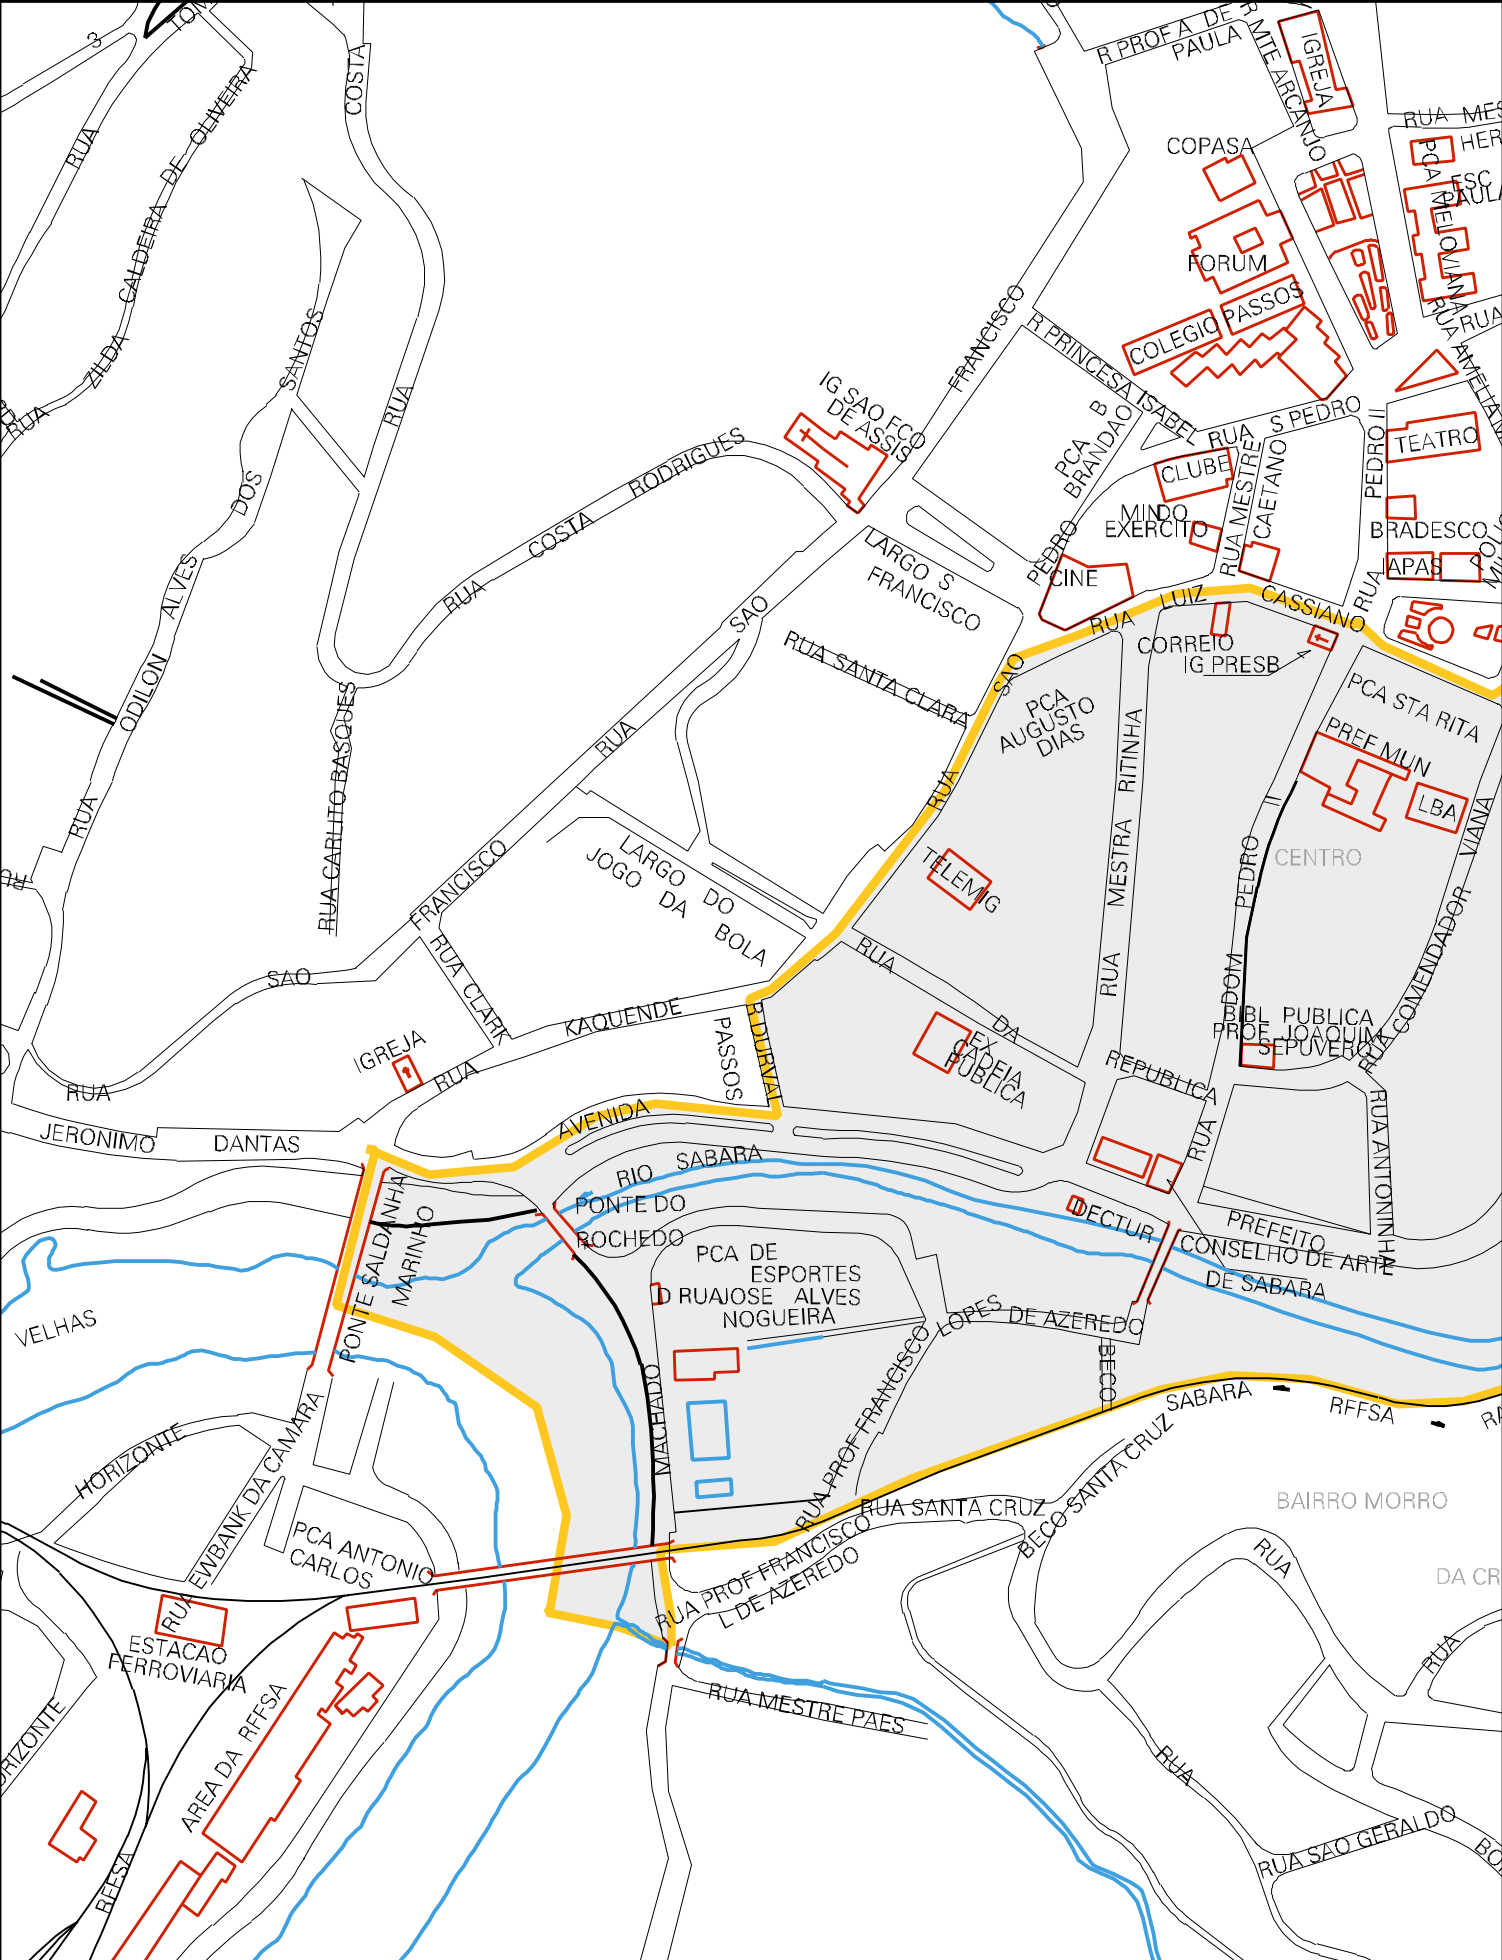 3
TOM
COSTA
R PROF A DE
PAULA
R MTE ARCANJO
IGREJA
RUA
ZILDA CALDEIRA DE OLIVEIRA
RUA
COPASA
RUA MES
HER
PCA MELOVIANA
ESC
PAULA
FORUM
COLEGIO PASSOS
RUA
RUA AMELIA
ODILON ALVES DOS SANTOS
RUA
RUA
FRANCISCO
R PRINCESA ISABEL
IG SAO FCO
DE ASSIS
PCA B
BRANDAO
RUA S PEDRO
PEDRO II
TEATRO
CLUBE
RUA MESTRE
CAETANO
RUA COSTA RODRIGUES
MIN DO
EXERCITO
BRADESCO
IAPAS
PEDRO
CINE
RUA
LARGO S
FRANCISCO
RUA LUIZ CASSIANO
CORREIO
IG PRESB
RUA SANTA CLARA
SAO
RUA
PCA
AUGUSTO
DIAS
RUA MESTRA RITINHA
PCA STA RITA
PREF MUN
LBA
CENTRO
RUA COMENDADOR VIANA
RUA CARLITO BASQUES
RUA SAO FRANCISCO
SAO
RUA
LARGO DO
JOGO DA
BOLA
TELEMIG
RUA DA REPUBLICA
EX
CADEIA
PUBLICA
RUA DOM PEDRO II
BIBL PUBLICA
PROF JOAQUIM
SEPUVERO
RUA CLARK
RUA KAQUENDE
IGREJA
R DURVAL
PASSOS
RUA ANTONINHA
JERONIMO DANTAS
AVENIDA
RIO SABARA
PONTE DO
ROCHEDO
PONTE SALDANHA
MARINHO
VELHAS
PCA DE
ESPORTES
D RUA JOSE ALVES
NOGUEIRA
DECTUR
PREFEITO
CONSELHO DE ARTE
DE SABARA
LOPES DE AZEREDO
BECO
RUA PROF FRANCISCO
MACHADO
SABARA
RFFSA
RUA SANTA CRUZ
BECO SANTA CRUZ
BAIRRO MORRO
DA CR
RUA
RUA
HORIZONTE
RUA EWBANK DA CAMARA
PCA ANTONIO
CARLOS
RUA PROF FRANCISCO
L DE AZEREDO
ESTACAO
FERROVIARIA
AREA DA RFFSA
RUA MESTRE PAES
RUA
RUA SAO GERALDO
RFFSA